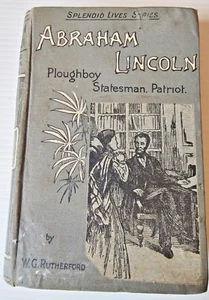 SPLENDID LIVES SERIES
ABRAHAM
LINCOLN
Ploughboy
Statesman. Patriot.
by
W.G. RUTHERFORD